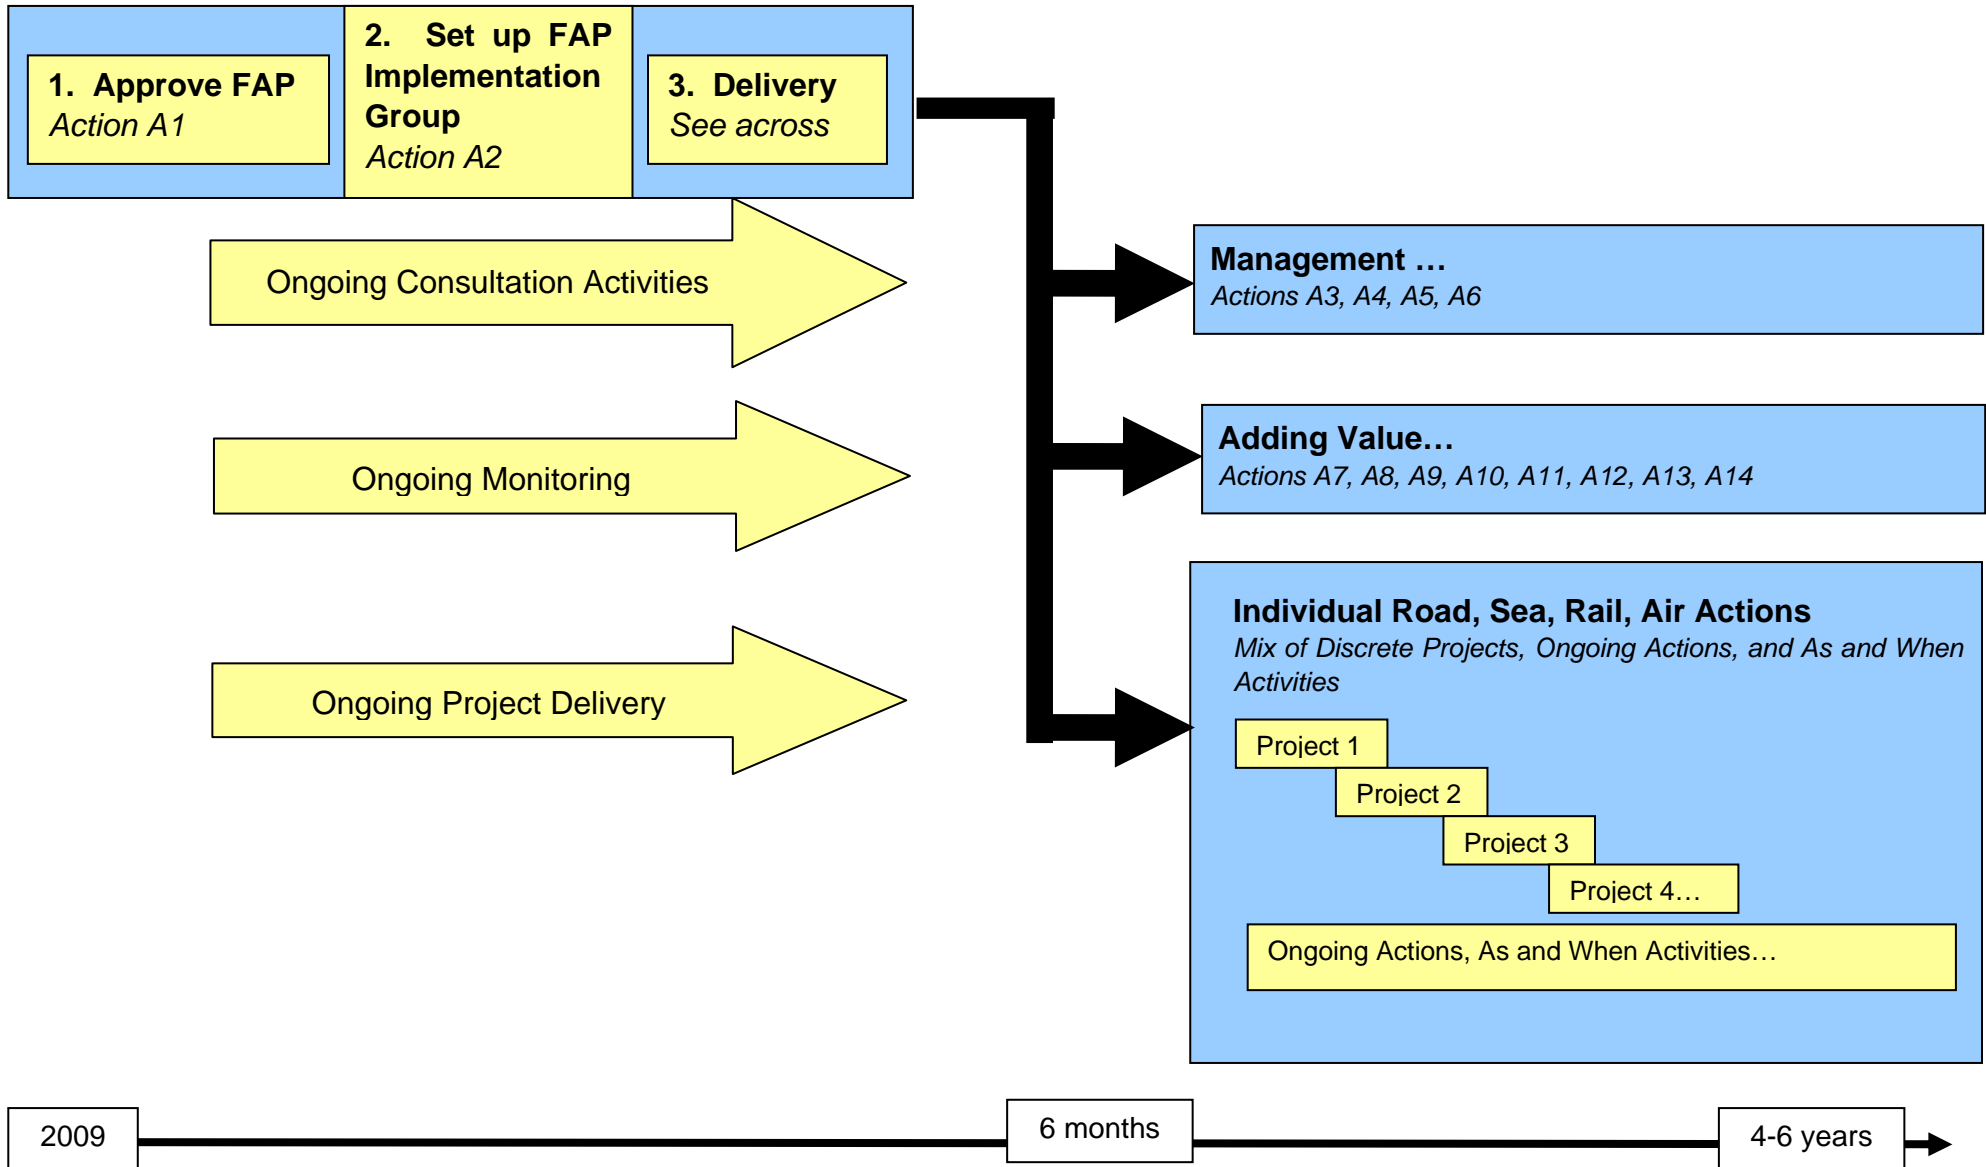 1. Approve FAP
Action A1
2. Set up FAP
Implementation
Group
Action A2
3. Delivery
See across
Ongoing Consultation Activities
Ongoing Monitoring
Ongoing Project Delivery
Management …
Actions A3, A4, A5, A6
Adding Value…
Actions A7, A8, A9, A10, A11, A12, A13, A14
Individual Road, Sea, Rail, Air Actions
Mix of Discrete Projects, Ongoing Actions, and As and When
Activities
Project 1
Project 2
Project 3
Project 4…
Ongoing Actions, As and When Activities…
2009
6 months
4-6 years